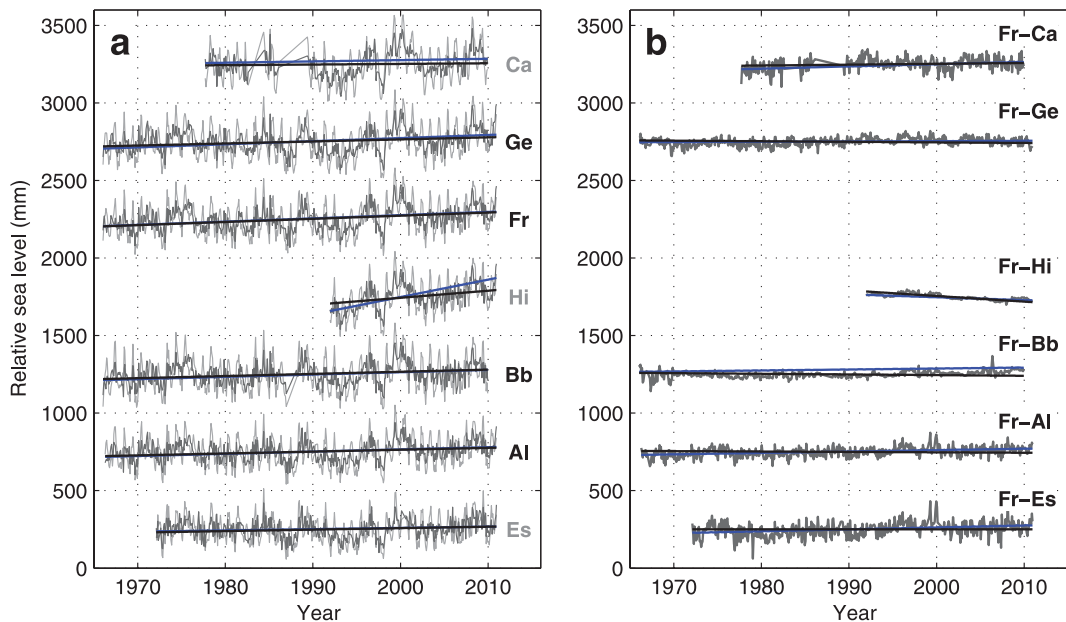 a
b
Relative sea level (mm)
3500
3000
2500
2000
1500
1000
500
0
Ca
Ge
Fr
Hi
Bb
Al
Es
1970 1980 1990 2000 2010
Year
3500
3000
2500
2000
1500
1000
500
0
Fr–Ca
Fr–Ge
Fr–Hi
Fr–Bb
Fr–Al
Fr–Es
1970 1980 1990 2000 2010
Year